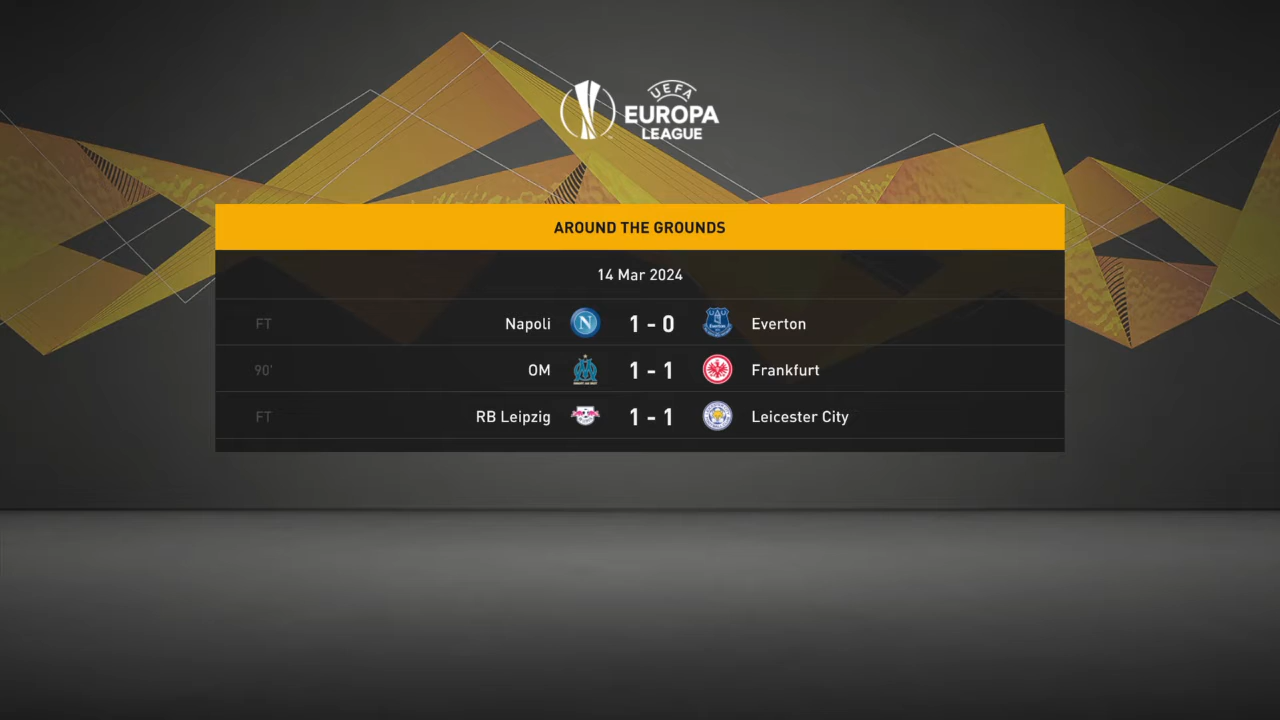 UEFA
EUROPA
LEAGUE
AROUND THE GROUNDS
14 Mar 2024
FT Napoli 1 - 0 Everton
90' OM 1 - 1 Frankfurt
FT RB Leipzig 1 - 1 Leicester City